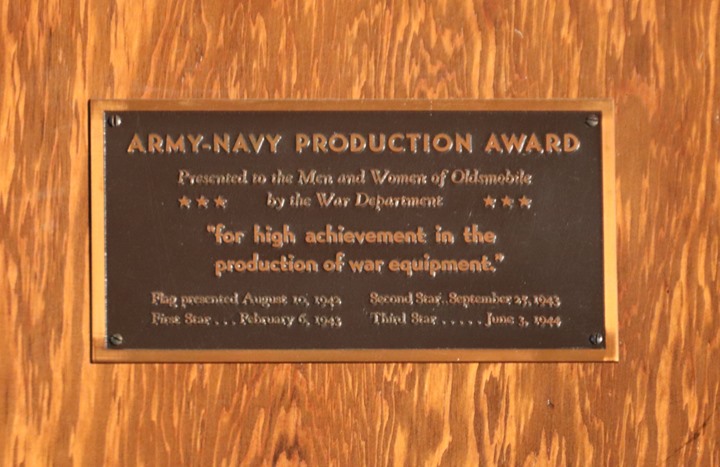 ARMY-NAVY PRODUCTION AWARD
Presented to the Men and Women of Oldsmobile
★★★ by the War Department ★★★
"for high achievement in the
production of war equipment."
Flag presented August 10, 1942 Second Star..September 27, 1943
First Star . . . February 6, 1943 Third Star . . . . . June 3, 1944